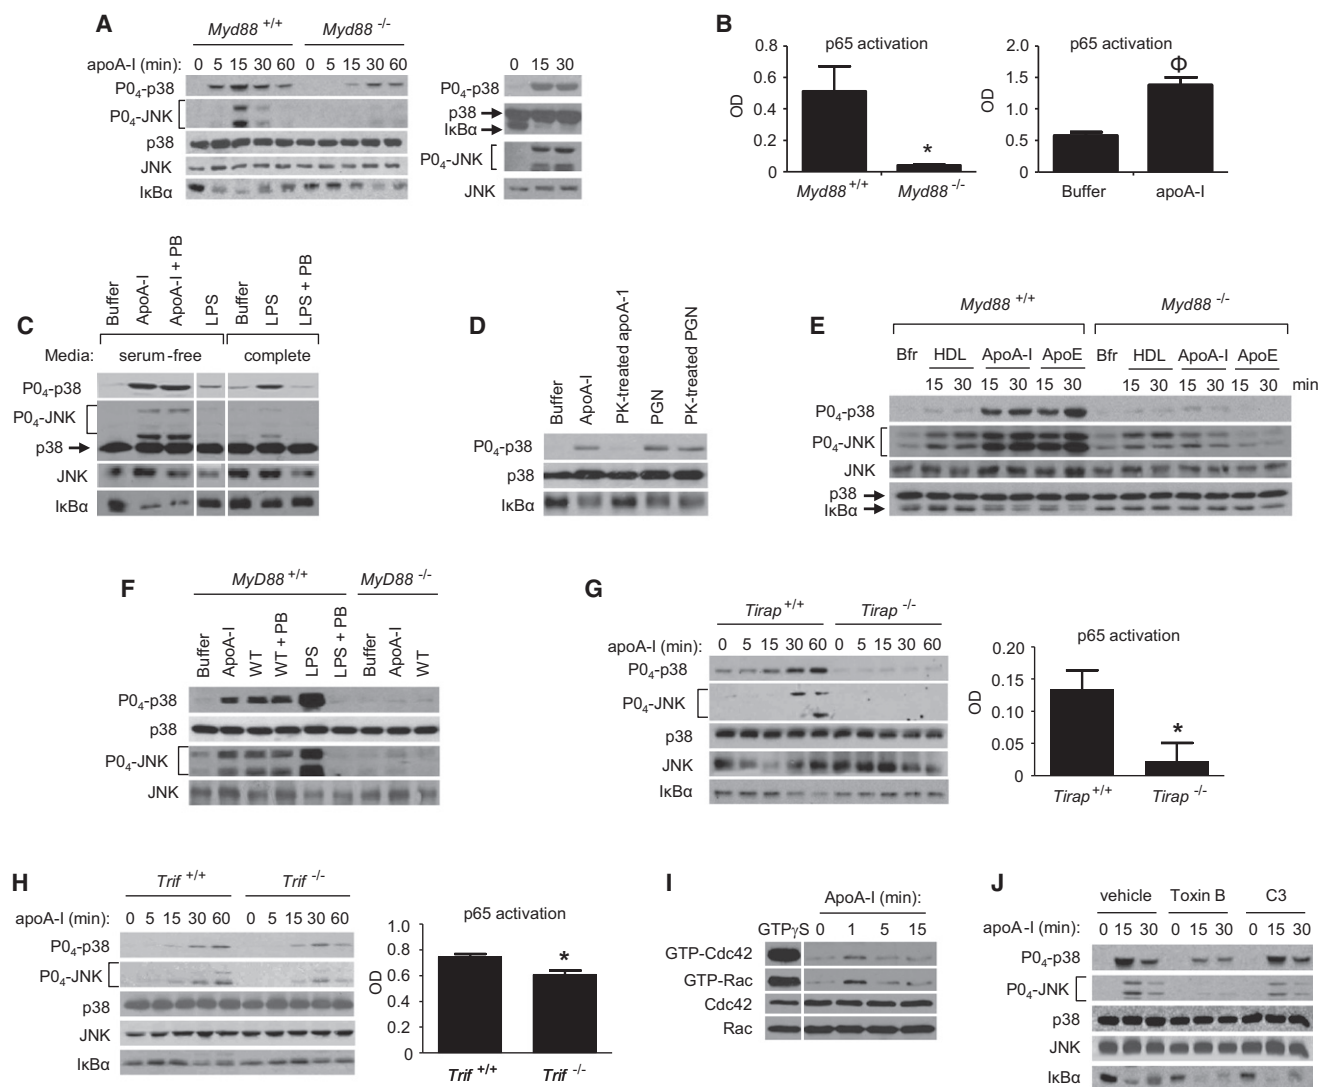 A
Myd88 +/+ Myd88 -/-
apoA-I (min): 0 5 15 30 60 0 5 15 30 60
P0₄-p38
P0₄-JNK
p38
JNK
IκBα
0 15 30
P0₄-p38
p38
IκBα
P0₄-JNK
JNK
B
p65 activation
OD
0.8
0.6
0.4
0.2
0
*
Myd88 +/+ Myd88 -/-
p65 activation
OD
2.0
1.5
1.0
0.5
0
Φ
Buffer apoA-I
C
Buffer ApoA-I ApoA-I + PB LPS Buffer LPS LPS + PB
Media: serum-free complete
P0₄-p38
P0₄-JNK
p38
JNK
IκBα
D
Buffer ApoA-I PK-treated apoA-1 PGN PK-treated PGN
P0₄-p38
p38
IκBα
E
Myd88 +/+ Myd88 -/-
Bfr HDL ApoA-I ApoE Bfr HDL ApoA-I ApoE
15 30 15 30 15 30 15 30 15 30 15 30 min
P0₄-p38
P0₄-JNK
JNK
p38
IκBα
F
MyD88 +/+ MyD88 -/-
Buffer ApoA-I WT WT + PB LPS LPS + PB Buffer ApoA-I WT
P0₄-p38
p38
P0₄-JNK
JNK
G
Tirap +/+ Tirap -/-
apoA-I (min): 0 5 15 30 60 0 5 15 30 60
P0₄-p38
P0₄-JNK
p38
JNK
IκBα
p65 activation
OD
0.20
0.15
0.10
0.05
0
*
Tirap +/+ Tirap -/-
H
Trif +/+ Trif -/-
apoA-I (min): 0 5 15 30 60 0 5 15 30 60
P0₄-p38
P0₄-JNK
p38
JNK
IκBα
p65 activation
OD
1.0
0.8
0.6
0.4
0.2
0
*
Trif +/+ Trif -/-
I
ApoA-I (min):
GTPγS 0 1 5 15
GTP-Cdc42
GTP-Rac
Cdc42
Rac
J
vehicle Toxin B C3
apoA-I (min): 0 15 30 0 15 30 0 15 30
P0₄-p38
P0₄-JNK
p38
JNK
IκBα